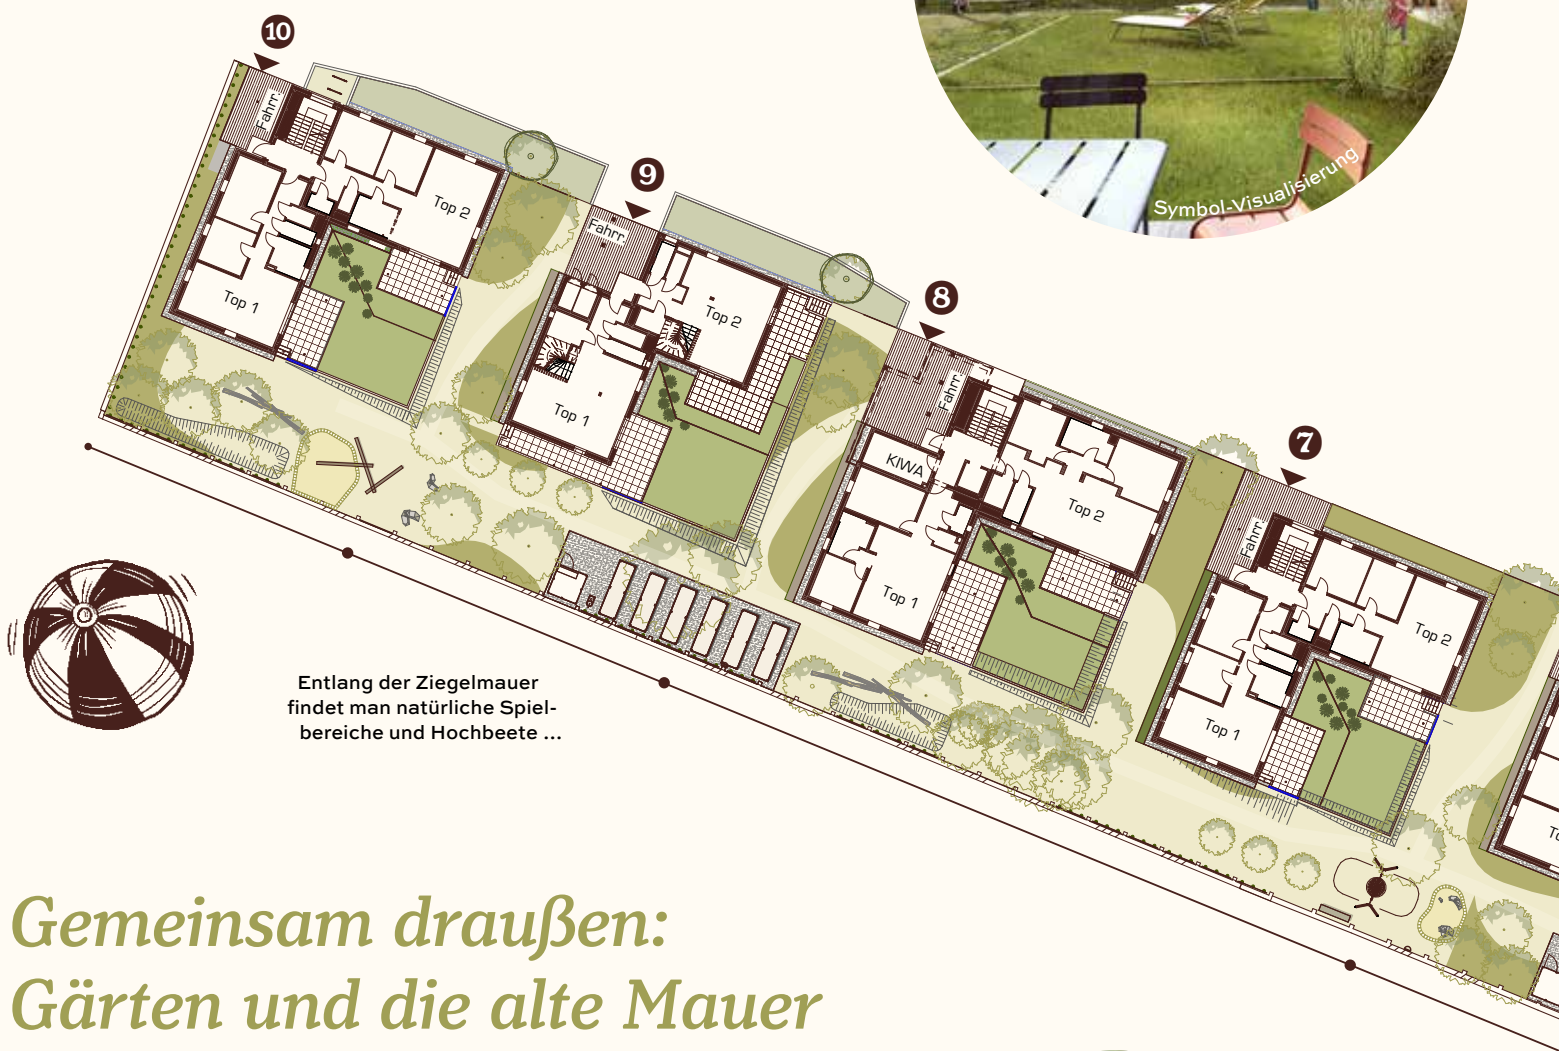 10
Fahrr.
Top 2
Top 1
Symbol-Visualisierung
9
Fahrr.
Top 2
Top 1
8
Fahrr.
KIWA
Top 2
Top 1
7
Fahrr.
Top 2
Top 1
Entlang der Ziegelmauer
findet man natürliche Spiel-
bereiche und Hochbeete ...
Gemeinsam draußen:
Gärten und die alte Mauer